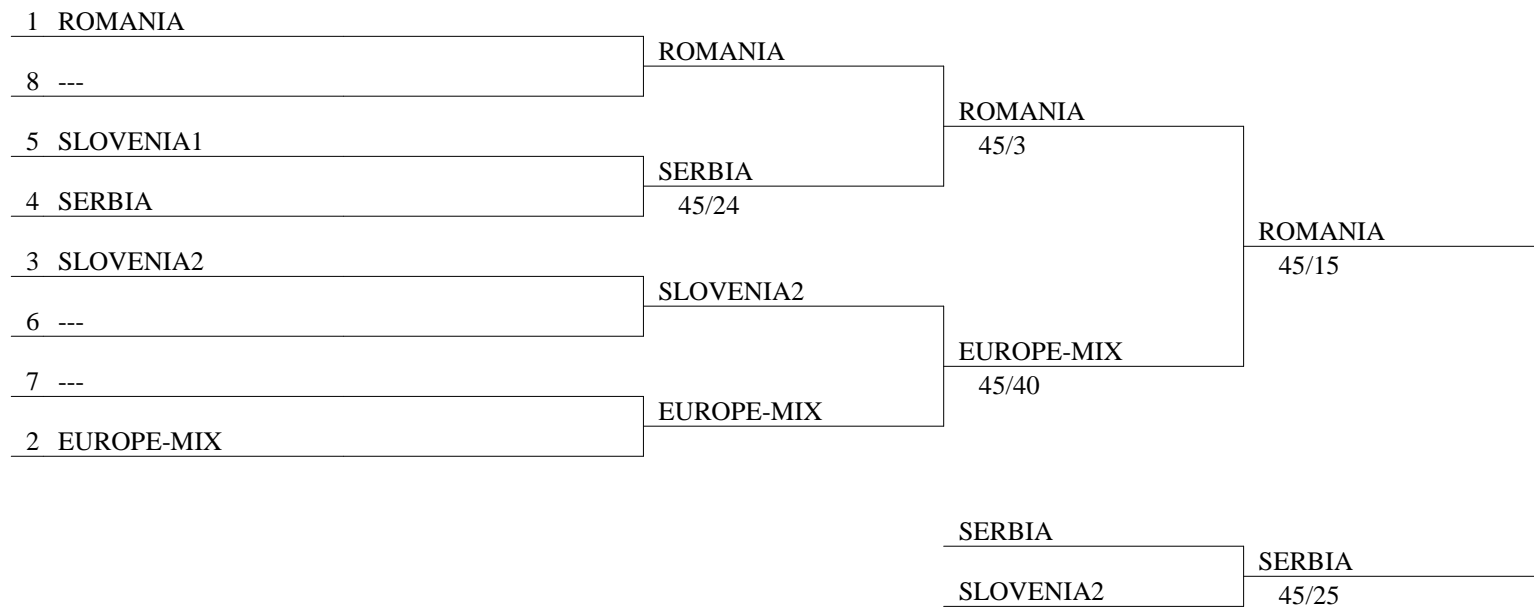 1 ROMANIA
ROMANIA
8 ---
ROMANIA
45/3
5 SLOVENIA1
SERBIA
45/24
4 SERBIA
ROMANIA
45/15
3 SLOVENIA2
SLOVENIA2
6 ---
EUROPE-MIX
45/40
7 ---
EUROPE-MIX
2 EUROPE-MIX
SERBIA
SERBIA
45/25
SLOVENIA2